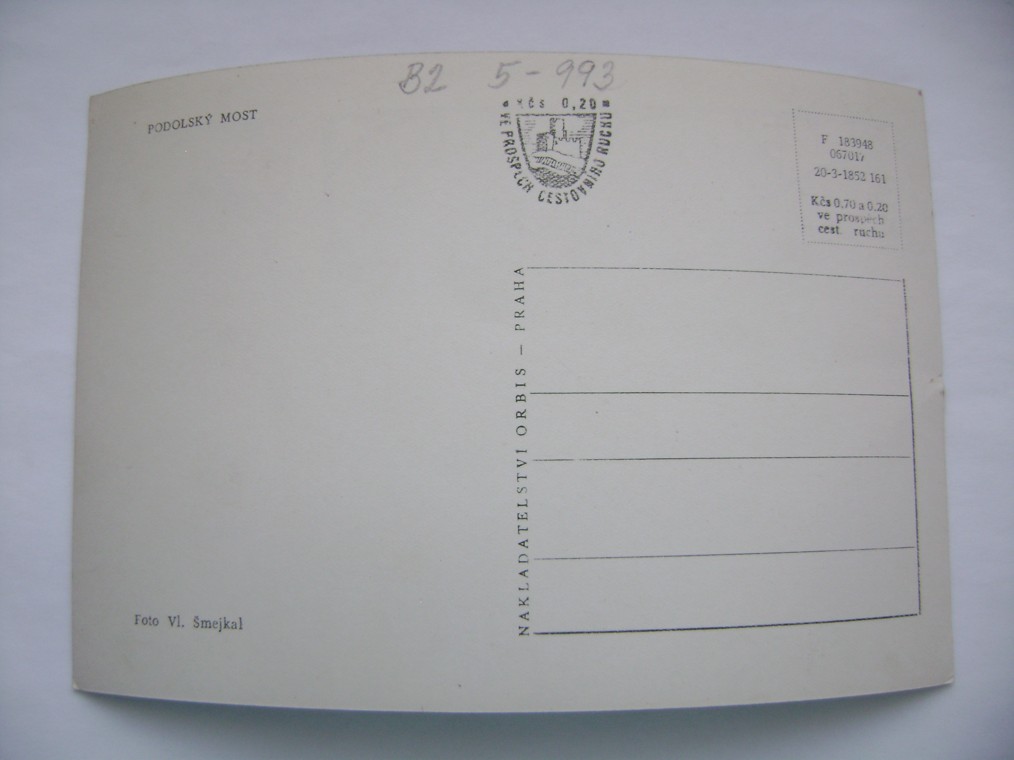 B2 5-993
PODOLSKÝ MOST
Kčs 0,20
VE PROSPĚCH CESTOVNÍHO RUCHU
F 183948
067017
20-3-1852 161
Kčs 0.70 a 0.20
ve prospěch
cest. ruchu
NAKLADATELSTVÍ ORBIS – PRAHA
Foto Vl. Šmejkal